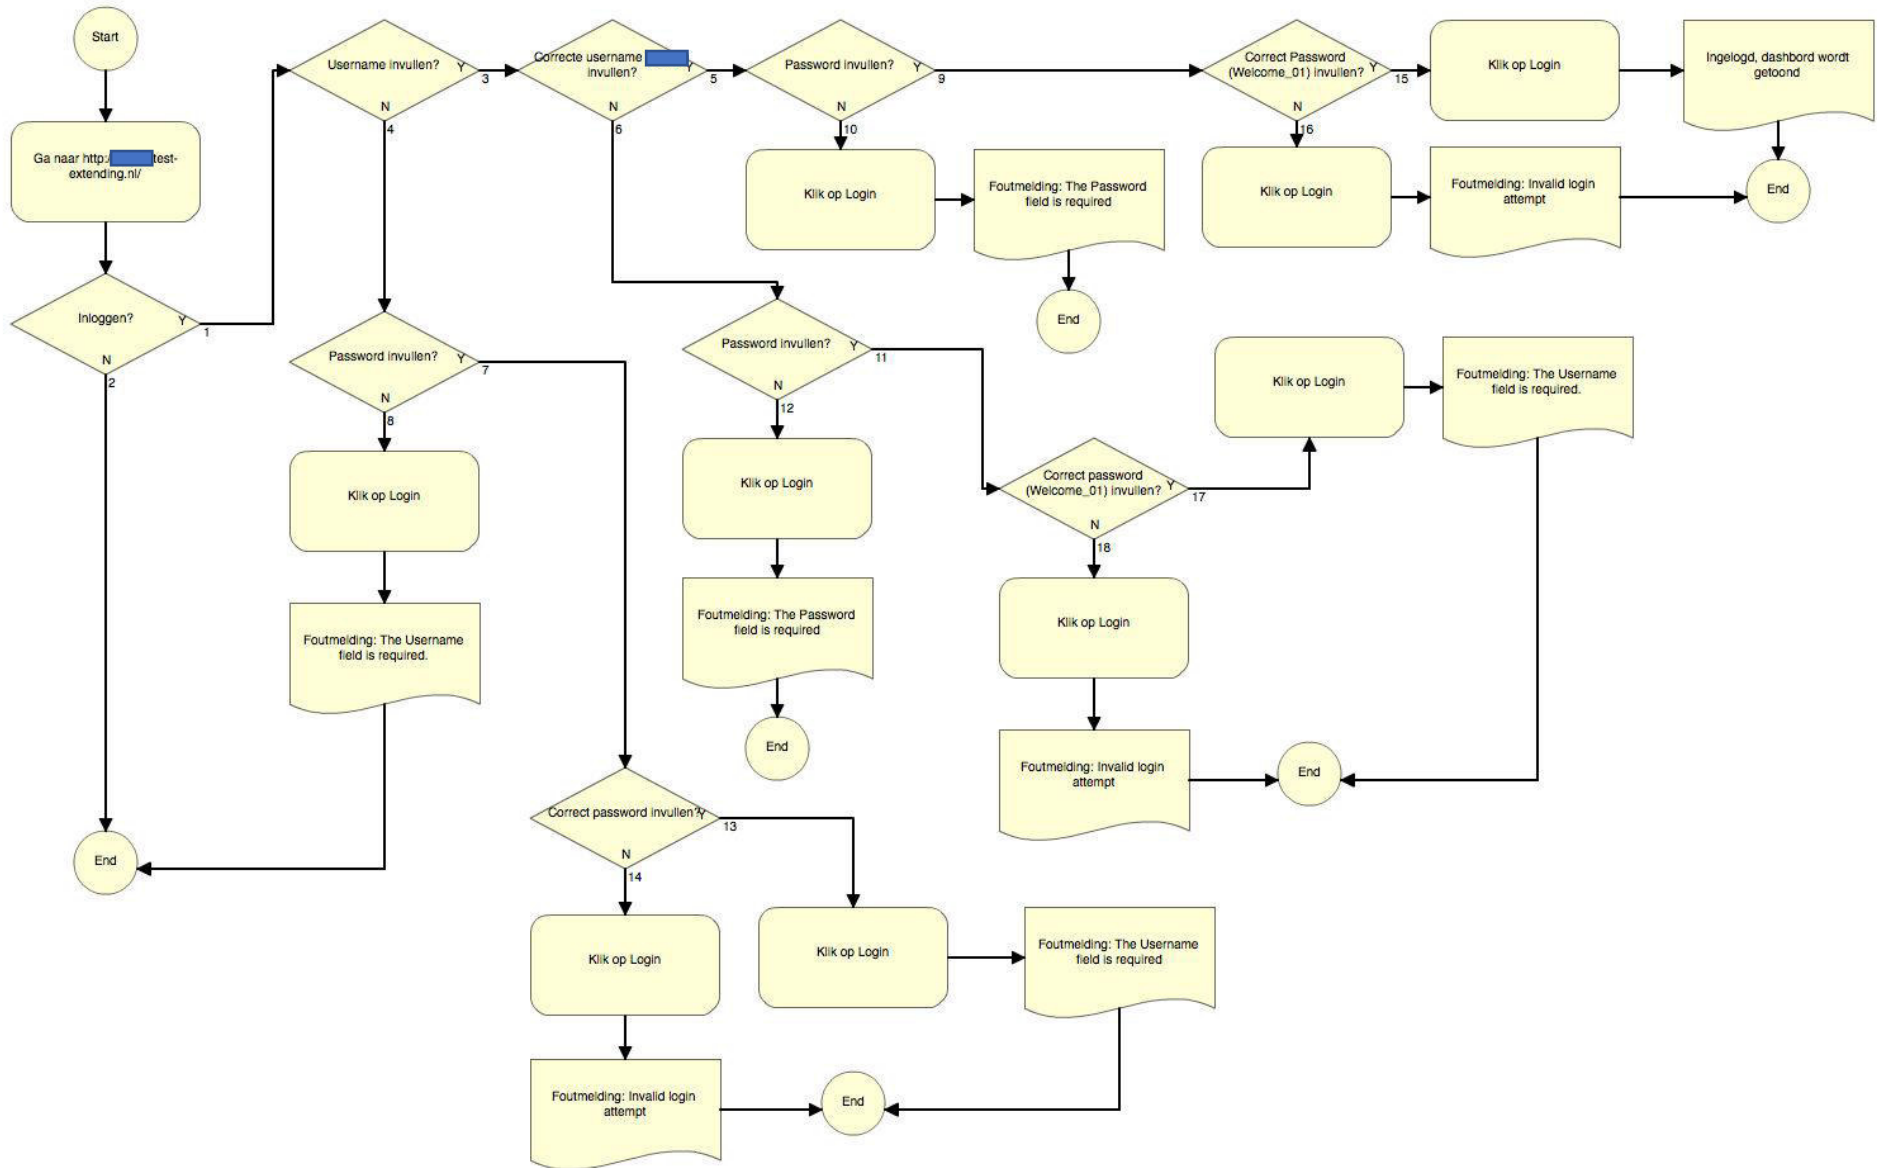 Start
Ga naar http:/ test-
extending.nl/
Inloggen?
Y
1
N
2
End
Username invullen?
Y
3
N
4
Correcte username
invullen?
Y
5
N
6
Password invullen?
Y
9
N
10
Klik op Login
Foutmelding: The Password
field is required
End
Correct Password
(Welcome_01) invullen?
Y
15
N
16
Klik op Login
Ingelogd, dashbord wordt
getoond
End
Klik op Login
Foutmelding: Invalid login
attempt
Password invullen?
Y
7
N
8
Klik op Login
Foutmelding: The Username
field is required.
Password invullen?
Y
11
N
12
Klik op Login
Foutmelding: The Password
field is required
End
Correct password
(Welcome_01) invullen?
Y
17
N
18
Klik op Login
Foutmelding: The Username
field is required.
Klik op Login
Foutmelding: Invalid login
attempt
End
Correct password invullen?
Y
13
N
14
Klik op Login
Foutmelding: Invalid login
attempt
Klik op Login
Foutmelding: The Username
field is required
End